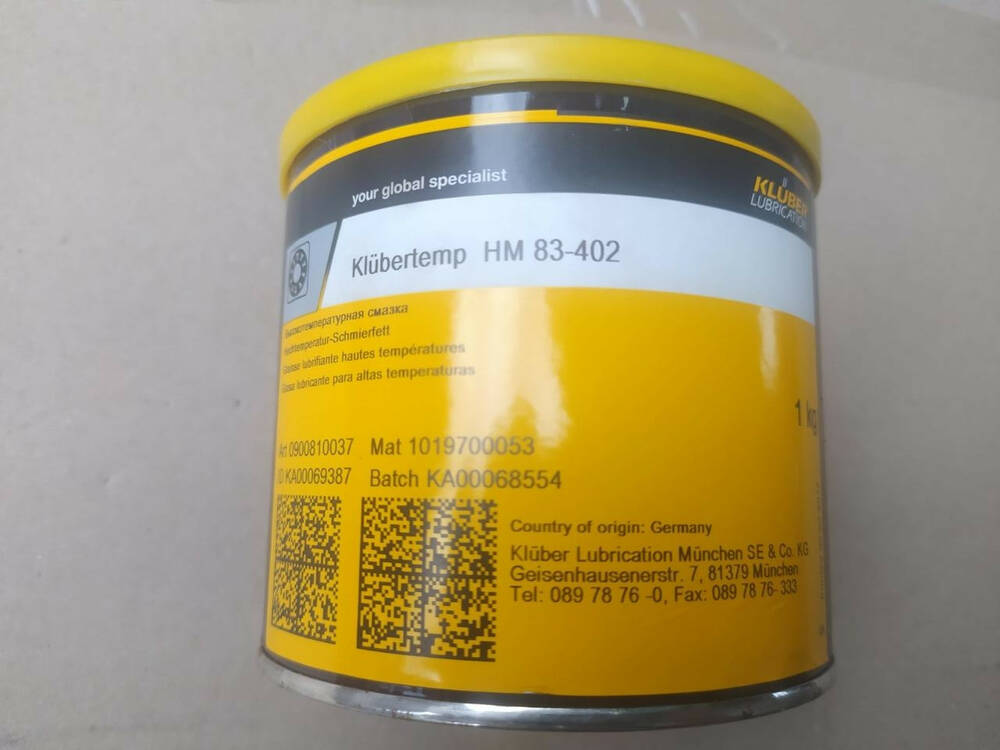 your global specialist
KLÜBER
LUBRICATION
Klübertemp HM 83-402
Высокотемпературная смазка
Hochtemperatur-Schmierfett
Graisse lubrifiante hautes températures
Grasa lubricante para altas temperaturas
1 kg
Art 0900810037 Mat 1019700053
ID KA00069387 Batch KA00068554
Country of origin: Germany
Klüber Lubrication München SE & Co. KG
Geisenhausenerstr. 7, 81379 München
Tel: 089 78 76 -0, Fax: 089 78 76- 333